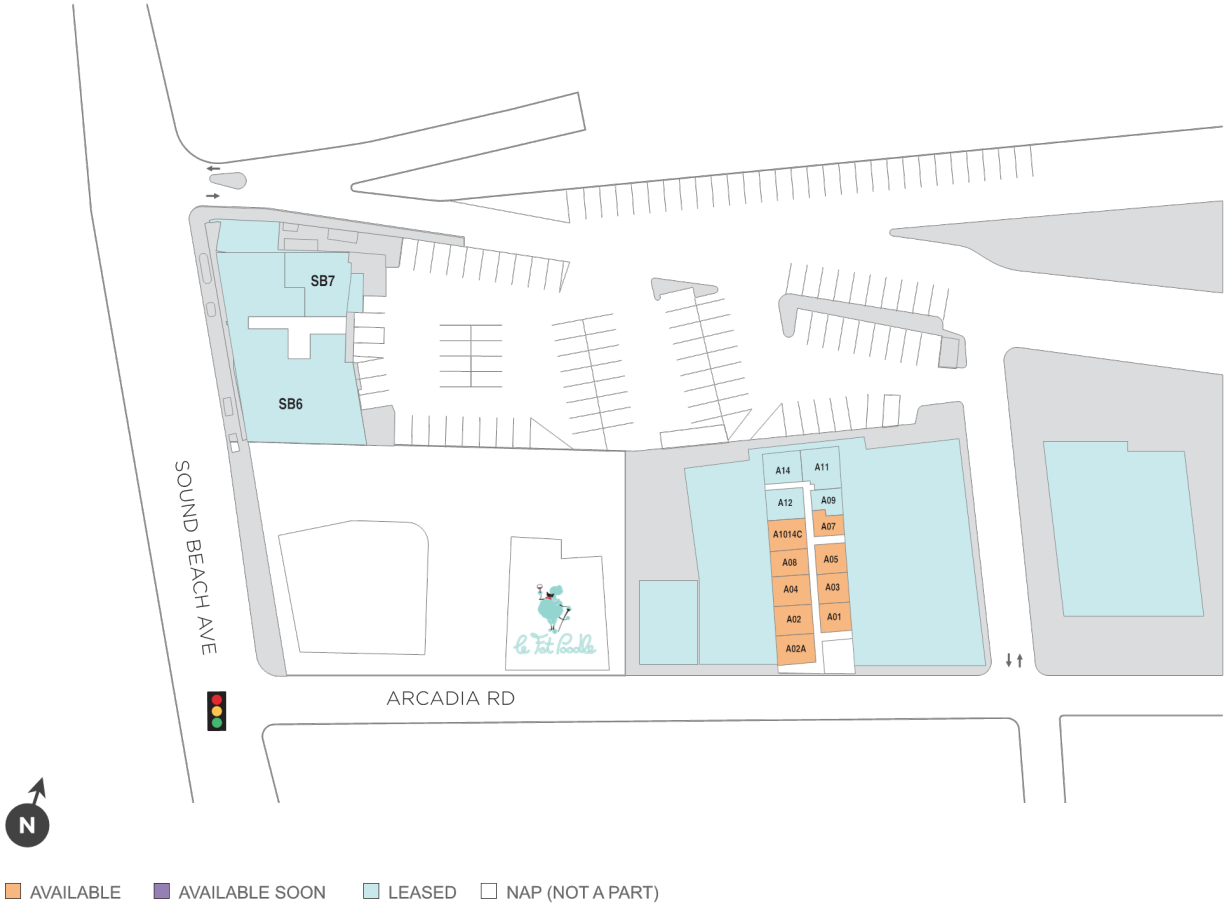 SB7
SB6
A14
A11
A12
A09
A1014C
A07
A08
A05
A04
A03
A02
A01
A02A
SOUND BEACH AVE
le Fat Poodle
ARCADIA RD
N
AVAILABLE
AVAILABLE SOON
LEASED
NAP (NOT A PART)